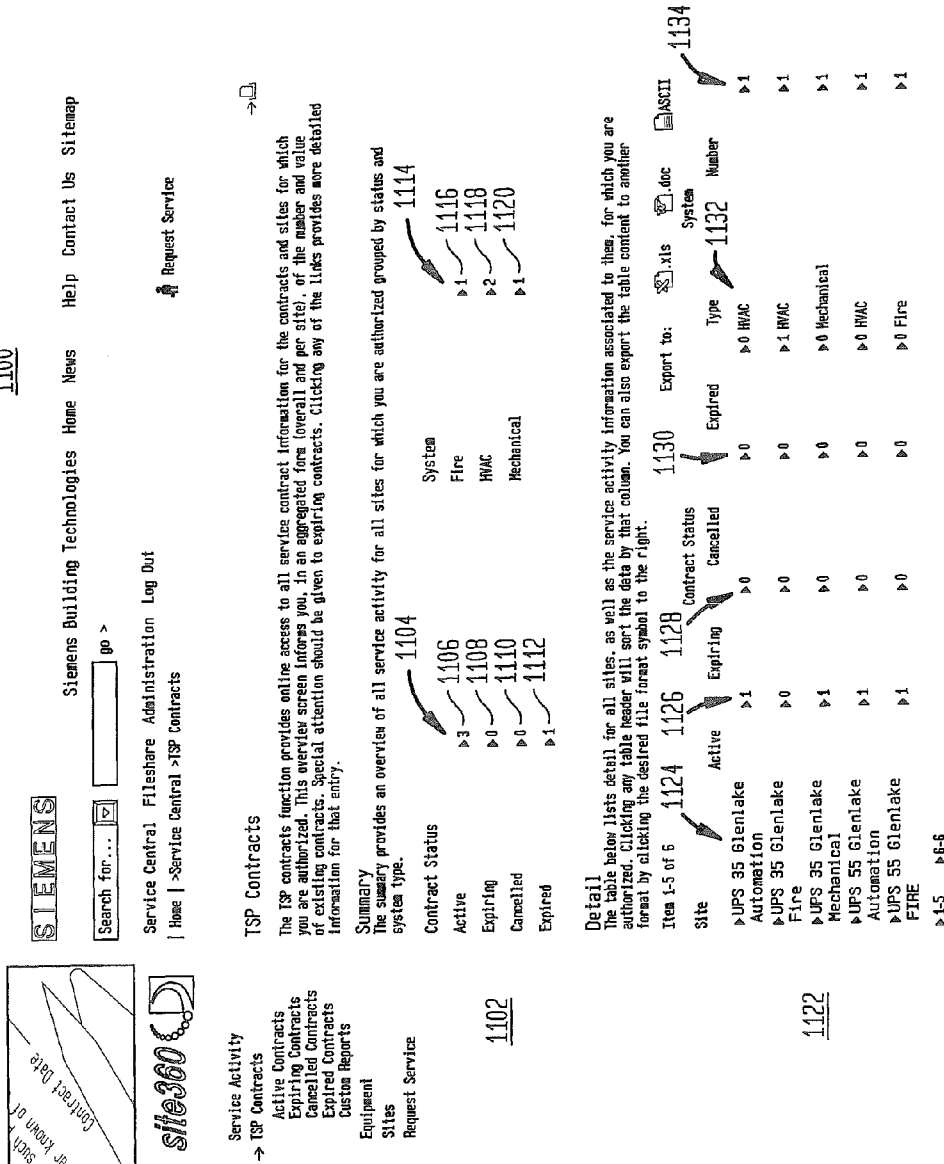 1100
such
known of
Contract Date
SIEMENS
Siemens Building Technologies Home News Help Contact Us Sitemap
Search for... go >
site360
Service Central Fileshare Administration Log Out
Request Service
| Home | >Service Central >TSP Contracts
Service Activity
→ TSP Contracts
Active Contracts
Expiring Contracts
Cancelled Contracts
Expired Contracts
Custom Reports
Equipment
Sites
Request Service
1102
TSP Contracts
The TSP contracts function provides online access to all service contract information for the contracts and sites for which
you are authorized. This overview screen informs you, in an aggregated form (overall and per site), of the number and value
of existing contracts. Special attention should be given to expiring contracts. Clicking any of the links provides more detailed
information for that entry.
Summary
The summary provides an overview of all service activity for all sites for which you are authorized grouped by status and
system type.
1104
1114
Contract Status System
Active ▷3 1106 Fire ▷1 1116
Expiring ▷0 1108 HVAC ▷2 1118
Cancelled ▷0 1110 Mechanical ▷1 1120
Expired ▷1 1112
1122
Detail
The table below lists detail for all sites, as well as the service activity information associated to them, for which you are
authorized. Clicking any table header will sort the data by that column. You can also export the table content to another
format by clicking the desired file format symbol to the right.
Item 1-5 of 6 1124 1126 1128 1130 Export to: .xls .doc ASCII
Contract Status System 1132 1134
Site Active Expiring Cancelled Expired Type Number
▷UPS 35 Glenlake ▷1 ▷0 ▷0 ▷0 HVAC ▷1
Automation
▷UPS 35 Glenlake ▷0 ▷0 ▷0 ▷1 HVAC ▷1
Fire
▷UPS 35 Glenlake ▷1 ▷0 ▷0 ▷0 Mechanical ▷1
Mechanical
▷UPS 55 Glenlake ▷1 ▷0 ▷0 ▷0 HVAC ▷1
Automation
▷UPS 55 Glenlake ▷1 ▷0 ▷0 ▷0 Fire ▷1
FIRE
▷1-5 ▷6-6